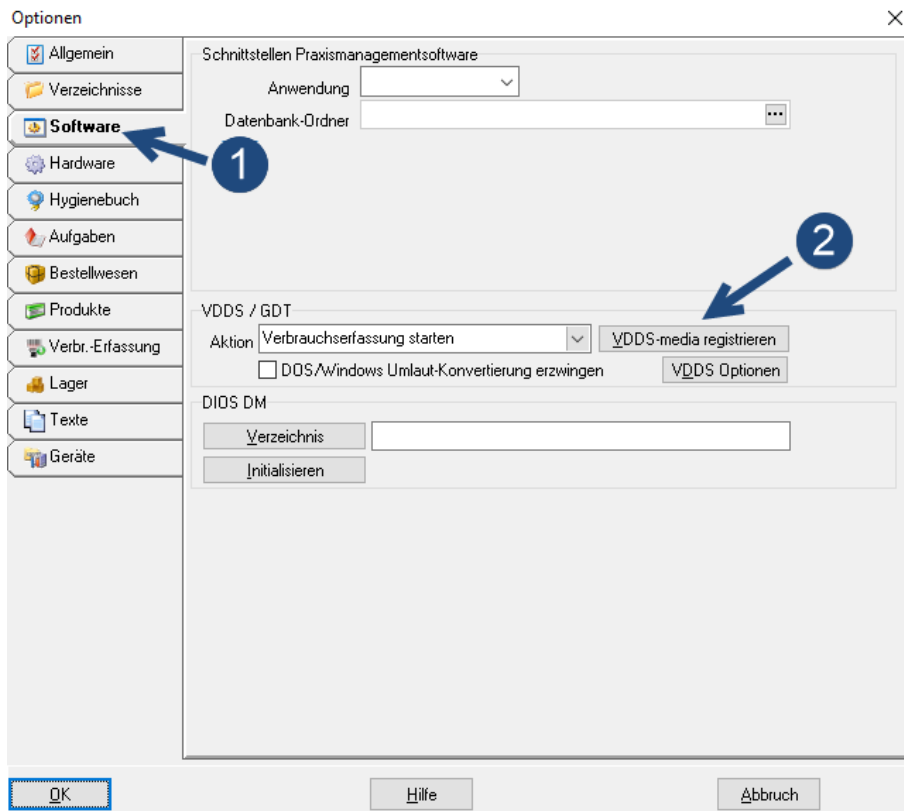 Optionen
Allgemein
Verzeichnisse
Software
Hardware
Hygienebuch
Aufgaben
Bestellwesen
Produkte
Verbr.-Erfassung
Lager
Texte
Geräte
1
Schnittstellen Praxismanagementsoftware
Anwendung
Datenbank-Ordner
...
2
VDDS / GDT
Aktion Verbrauchserfassung starten VDDS-media registrieren
DOS/Windows Umlaut-Konvertierung erzwingen VDDS Optionen
DIOS DM
Verzeichnis
Initialisieren
OK Hilfe Abbruch